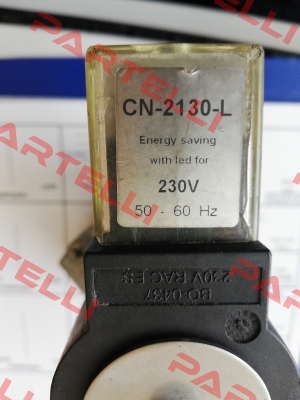 CN-2130-L
Energy saving
with led for
230V
50 - 60 Hz
BO-0437
230V RAC E3
PARTELLI
PARTELLI
PARTELLI